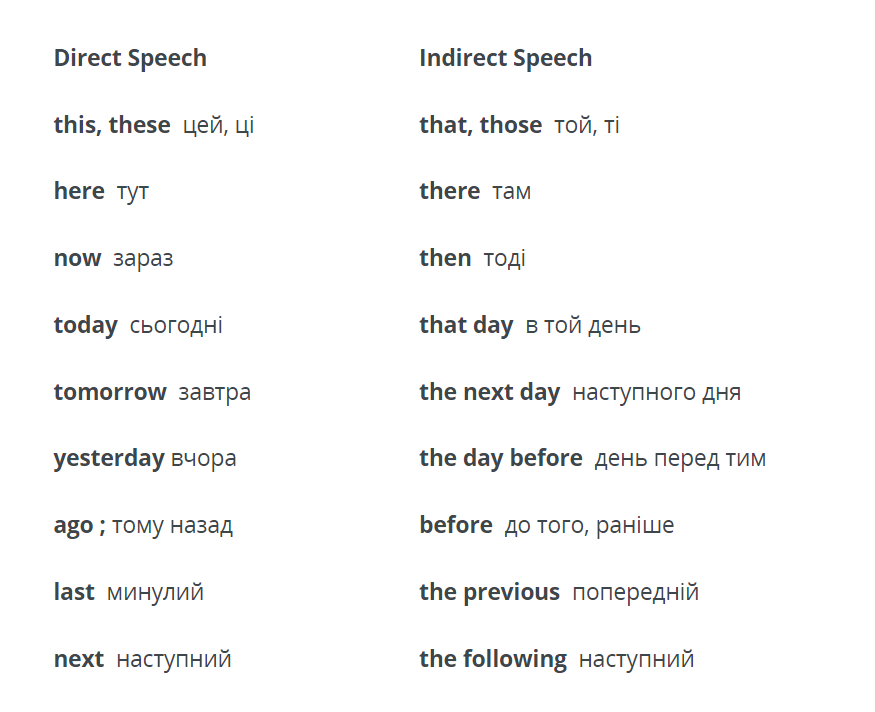 Direct Speech Indirect Speech
this, these цей, ці that, those той, ті
here тут there там
now зараз then тоді
today сьогодні that day в той день
tomorrow завтра the next day наступного дня
yesterday вчора the day before день перед тим
ago ; тому назад before до того, раніше
last минулий the previous попередній
next наступний the following наступний